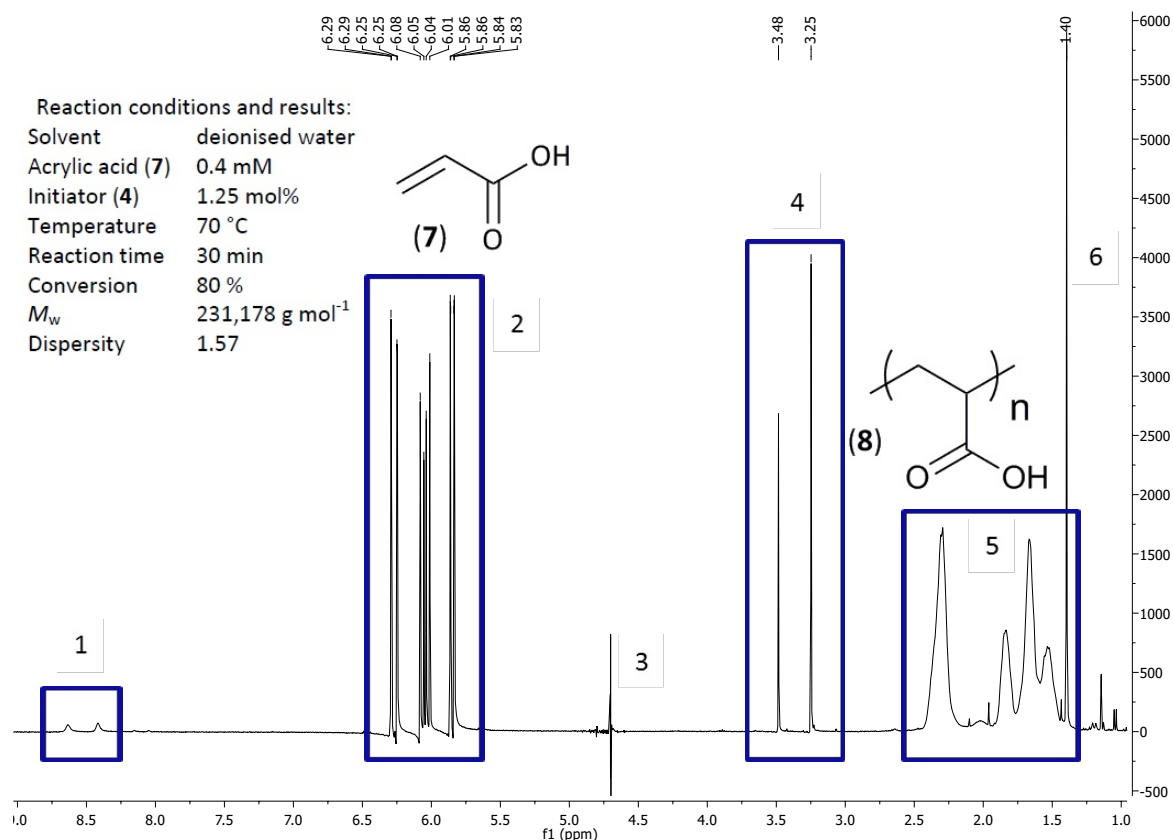 6.29
6.29
6.25
6.25
6.08
6.05
6.04
6.01
5.86
5.86
5.84
5.83
3.48
3.25
1.40
Reaction conditions and results:
Solvent deionised water
Acrylic acid (7) 0.4 mM
Initiator (4) 1.25 mol%
Temperature 70 °C
Reaction time 30 min
Conversion 80 %
Mw 231,178 g mol-1
Dispersity 1.57
OH
O
(7)
1
2
3
4
5
6
(8)
n
O
OH
6000
5500
5000
4500
4000
3500
3000
2500
2000
1500
1000
500
0
-500
9.0 8.5 8.0 7.5 7.0 6.5 6.0 5.5 5.0 4.5 4.0 3.5 3.0 2.5 2.0 1.5 1.0
f1 (ppm)